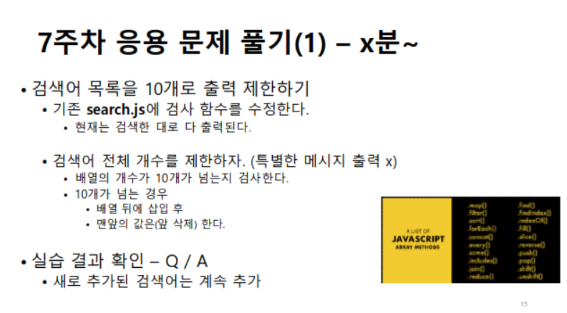 7주차 응용 문제 풀기(1) – x분~
• 검색어 목록을 10개로 출력 제한하기
• 기존 search.js에 검사 함수를 수정한다.
• 현재는 검색한 대로 다 출력된다.
• 검색어 전체 개수를 제한하자. (특별한 메시지 출력 x)
• 배열의 개수가 10개가 넘는지 검사한다.
• 10개가 넘는 경우
• 배열 뒤에 삽입 후
• 맨앞의 값은(앞 삭제) 한다.
• 실습 결과 확인 – Q / A
• 새로 추가된 검색어는 계속 추가
A LIST OF
JAVASCRIPT
ARRAY METHODS
.map()
.filter()
.sort()
.forEach()
.concat()
.every()
.some()
.includes()
.join()
.reduce()
.find()
.findIndex()
.indexOf()
.fill()
.slice()
.reverse()
.push()
.pop()
.shift()
.unshift()
15